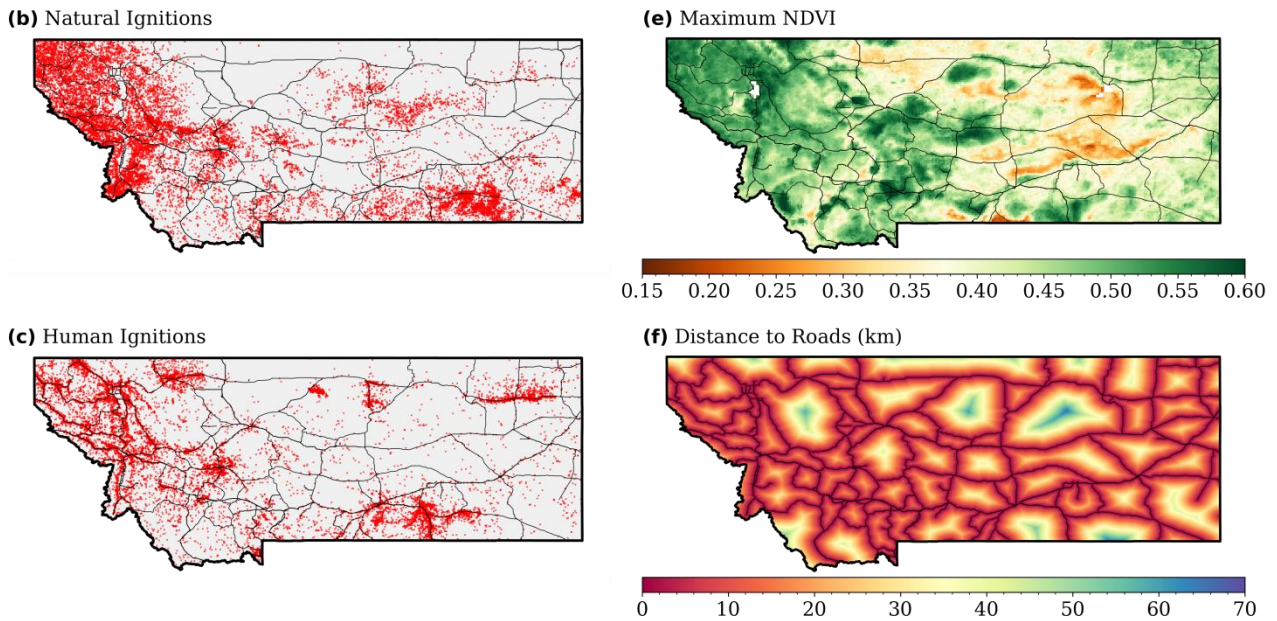 (b) Natural Ignitions
(e) Maximum NDVI
0.15 0.20 0.25 0.30 0.35 0.40 0.45 0.50 0.55 0.60
(c) Human Ignitions
(f) Distance to Roads (km)
0 10 20 30 40 50 60 70